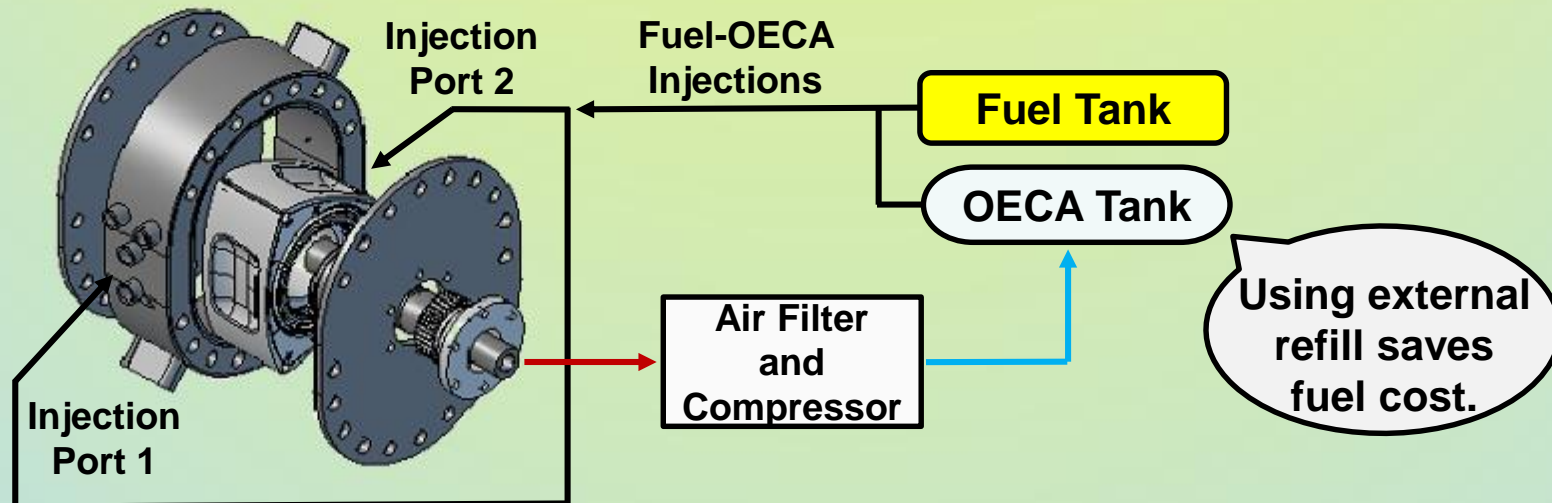 Injection
Port 2
Fuel-OECA
Injections
Fuel Tank
OECA Tank
Using external
refill saves
fuel cost.
Air Filter
and
Compressor
Injection
Port 1